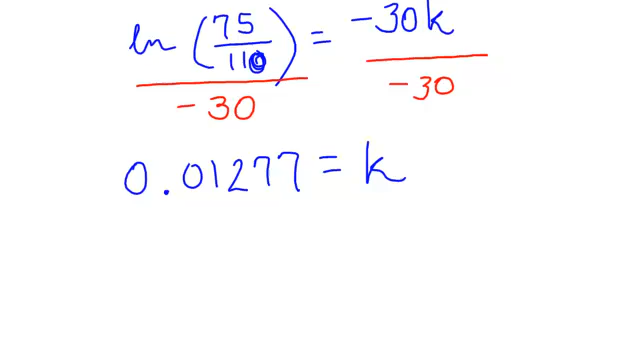 ln (75/110) = -30k
-30 -30
0.01277 = k